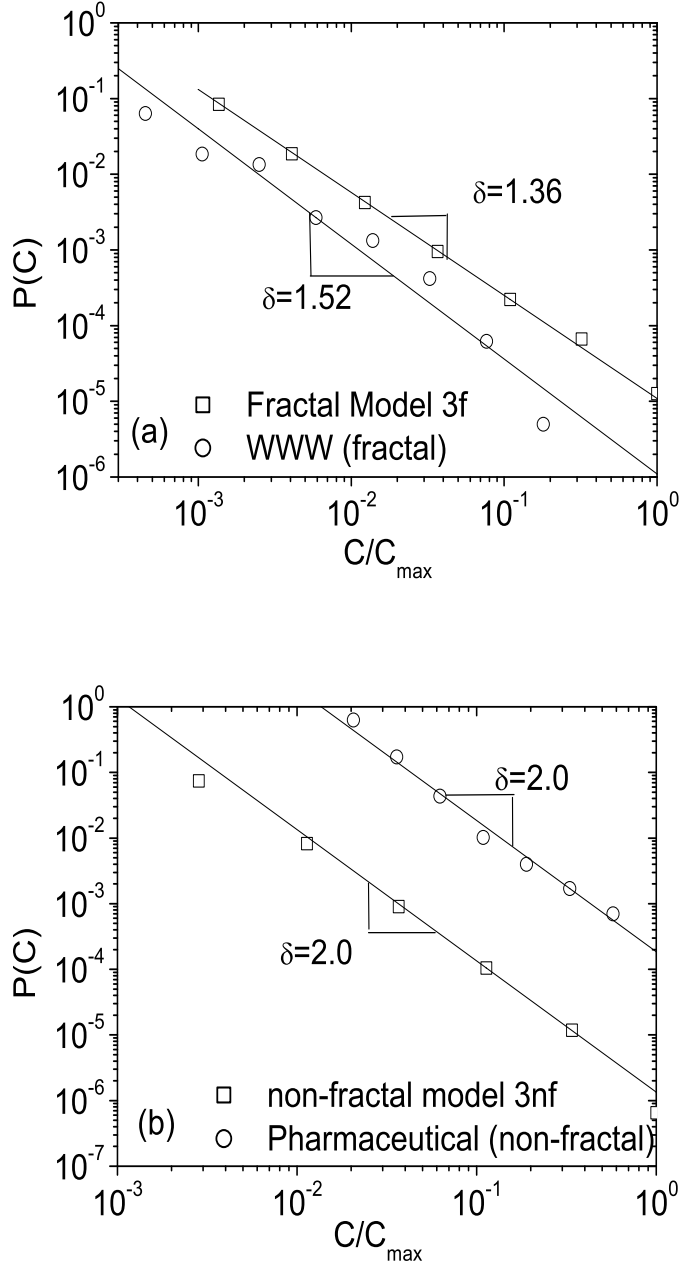 10^0
10^-1
10^-2
10^-3
10^-4
10^-5
10^-6
P(C)
δ=1.36
δ=1.52
(a)
Fractal Model 3f
WWW (fractal)
10^-3 10^-2 10^-1 10^0
C/C_max
10^0
10^-1
10^-2
10^-3
10^-4
10^-5
10^-6
10^-7
P(C)
δ=2.0
δ=2.0
(b)
non-fractal model 3nf
Pharmaceutical (non-fractal)
10^-3 10^-2 10^-1 10^0
C/C_max